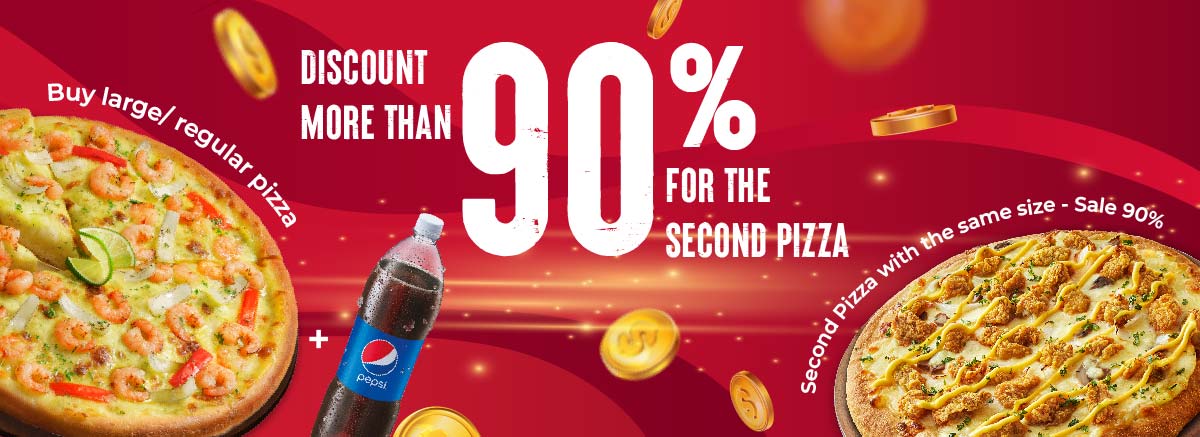 DISCOUNT
MORE THAN
90%
FOR THE
SECOND PIZZA
Buy large/ regular pizza
+
pepsi
Second Pizza with the same size - Sale 90%